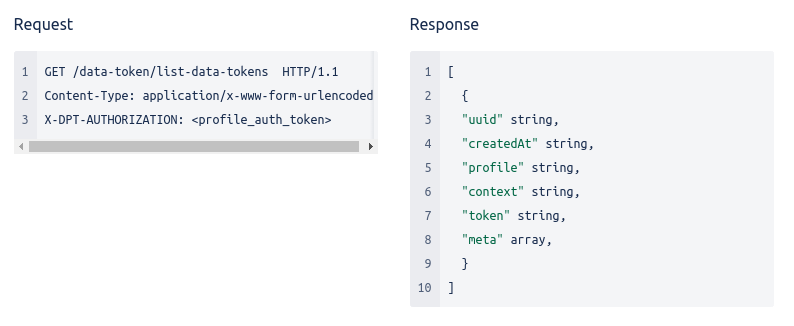 Request
1 GET /data-token/list-data-tokens  HTTP/1.1
2 Content-Type: application/x-www-form-urlencoded
3 X-DPT-AUTHORIZATION: <profile_auth_token>
Response
1 [
2   {
3   "uuid" string,
4   "createdAt" string,
5   "profile" string,
6   "context" string,
7   "token" string,
8   "meta" array,
9   }
10 ]